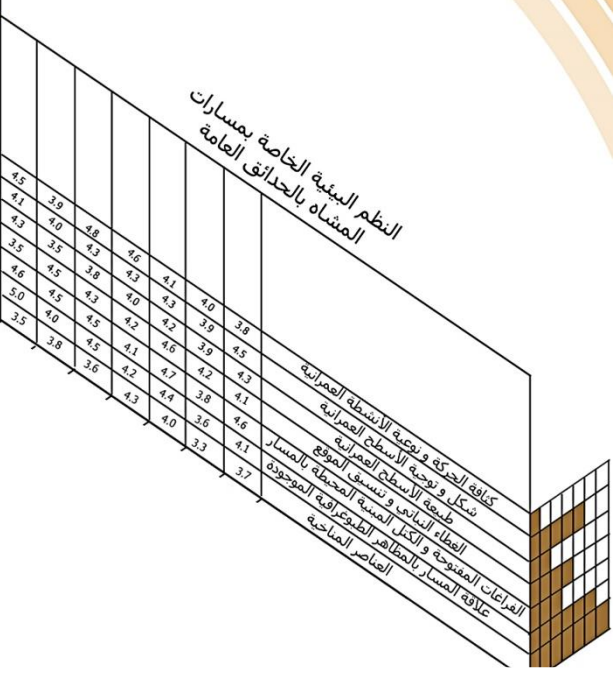 النظم البيئية الخاصة بمسارات
المشاه بالحدائق العامة
كثافة الحركة و نوعية الأنشطة العمرانية 3.8 4.0 4.1 4.6 4.8 3.9 4.5
شكل و نوحية الأسطح العمرانية 4.5 3.9 4.3 4.3 4.3 4.0 4.1
طبيعة الأسطح العمرانية 4.3 3.9 4.2 4.0 3.8 3.5 4.3
الغطاء النباتي و تنسيق الموقع 4.1 4.2 4.6 4.2 4.3 4.5 3.5
الفراغات المفتوحة و الكتل المبنية المحيطة بالمسار 4.6 3.8 4.7 4.1 4.5 4.5 4.6
علاقة المسار بالمظاهر الطبوغرافية الموجودة 4.1 3.6 4.4 4.2 4.5 4.0 5.0
العناصر المناخية 3.7 3.3 4.0 4.3 3.6 3.8 3.5